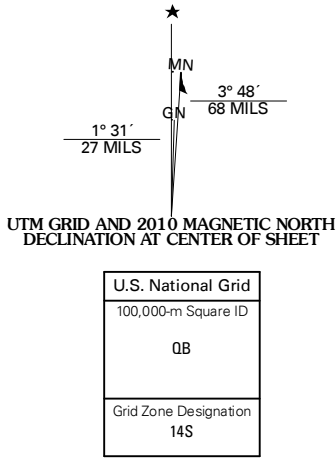 MN
3° 48´
68 MILS
GN
1° 31´
27 MILS
UTM GRID AND 2010 MAGNETIC NORTH
DECLINATION AT CENTER OF SHEET
U.S. National Grid
100,000-m Square ID
QB
Grid Zone Designation
14S